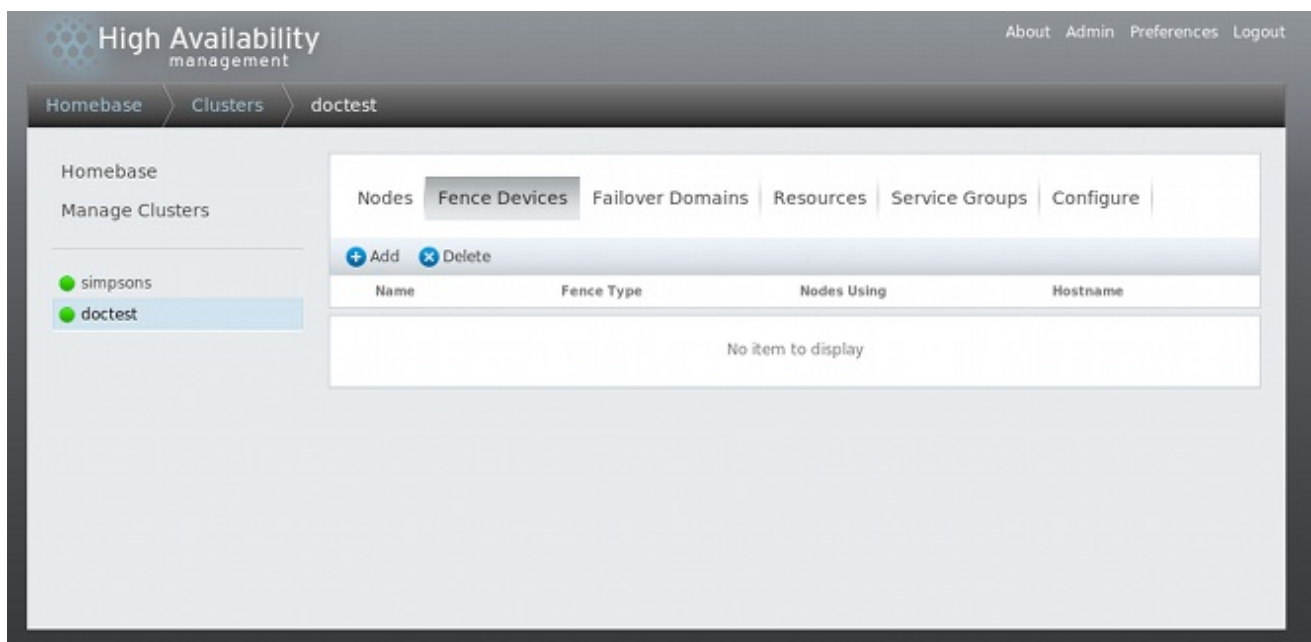 High Availability
management
About Admin Preferences Logout
Homebase Clusters doctest
Homebase
Manage Clusters
simpsons
doctest
Nodes Fence Devices Failover Domains Resources Service Groups Configure
Add Delete
Name Fence Type Nodes Using Hostname
No item to display